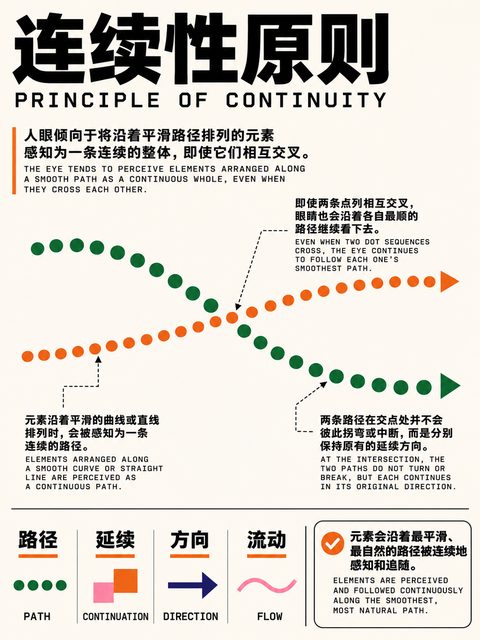 连续性原则
PRINCIPLE OF CONTINUITY
人眼倾向于将沿着平滑路径排列的元素
感知为一条连续的整体，即使它们相互交叉。
THE EYE TENDS TO PERCEIVE ELEMENTS ARRANGED ALONG
A SMOOTH PATH AS A CONTINUOUS WHOLE, EVEN WHEN
THEY CROSS EACH OTHER.
即使两条点列相互交叉，
眼睛也会沿着各自最顺的
路径继续看下去。
EVEN WHEN TWO DOT SEQUENCES
CROSS, THE EYE CONTINUES
TO FOLLOW EACH ONE'S
SMOOTHEST PATH.
元素沿着平滑的曲线或直线
排列时，会被感知为一条
连续的路径。
ELEMENTS ARRANGED ALONG
A SMOOTH CURVE OR STRAIGHT
LINE ARE PERCEIVED AS
A CONTINUOUS PATH.
两条路径在交点处并不会
彼此拐弯或中断，而是分别
保持原有的延续方向。
AT THE INTERSECTION, THE
TWO PATHS DO NOT TURN OR
BREAK, BUT EACH CONTINUES
IN ITS ORIGINAL DIRECTION.
路径
PATH
延续
CONTINUATION
方向
DIRECTION
流动
FLOW
元素会沿着最平滑、
最自然的路径被连续地
感知和追随。
ELEMENTS ARE PERCEIVED
AND FOLLOWED CONTINUOUSLY
ALONG THE SMOOTHEST,
MOST NATURAL PATH.